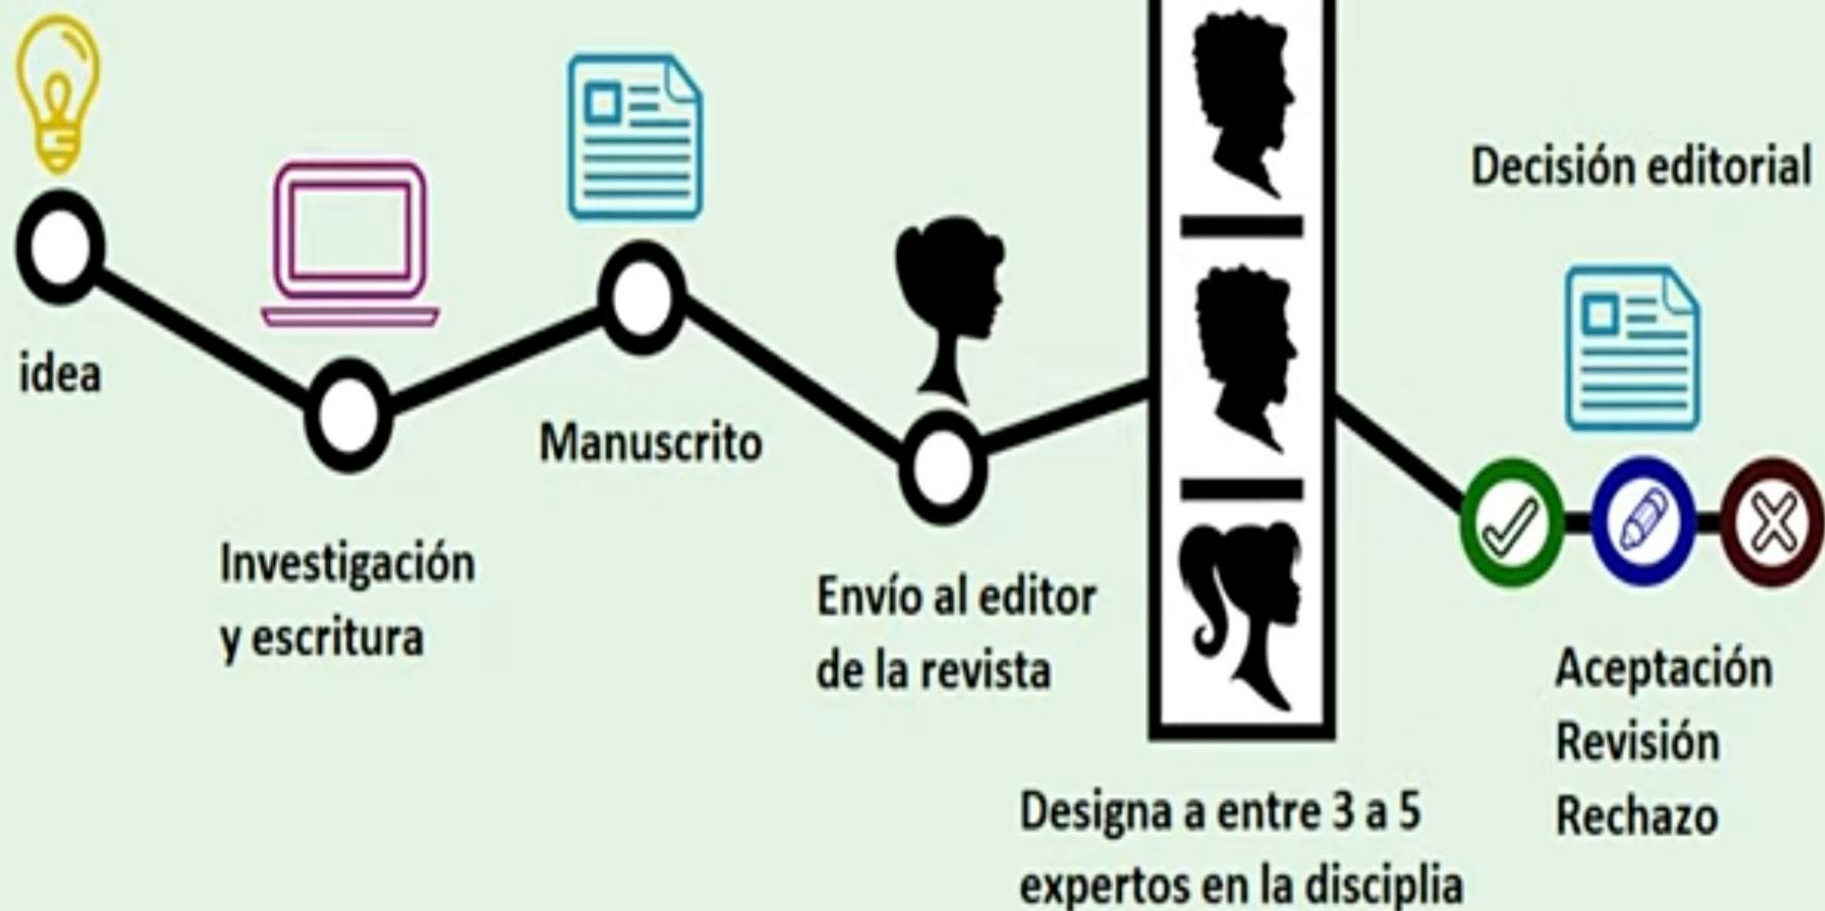 idea
Investigación
y escritura
Manuscrito
Envío al editor
de la revista
Designa a entre 3 a 5
expertos en la disciplia
Decisión editorial
Aceptación
Revisión
Rechazo